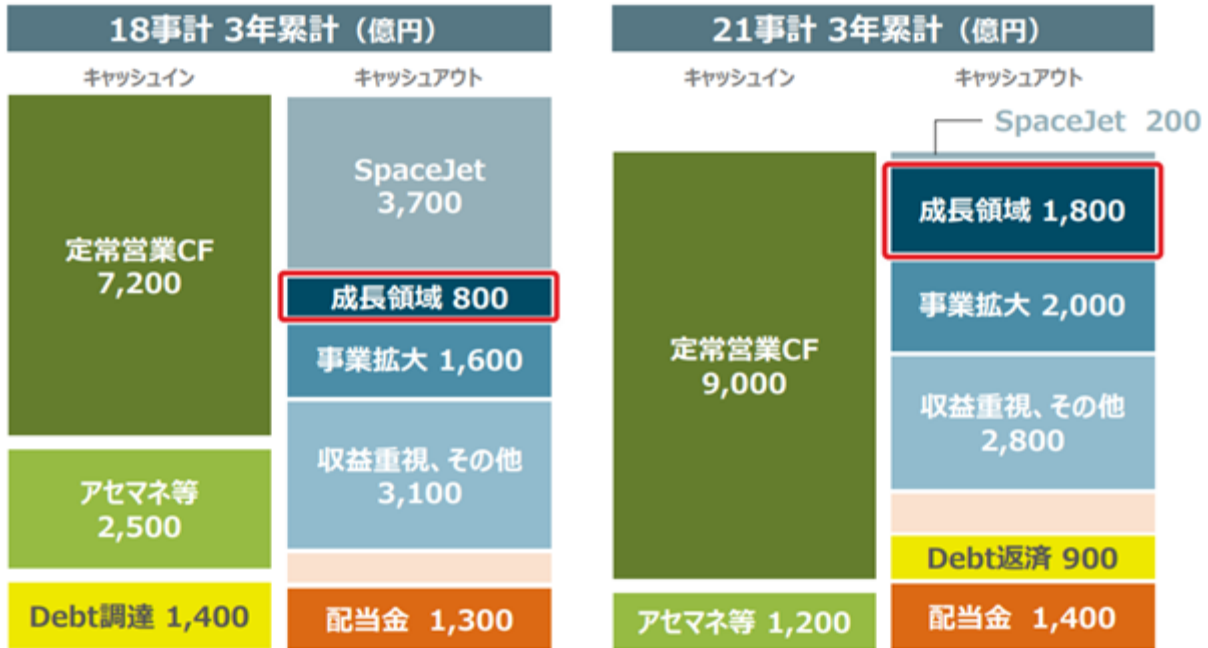 18事計 3年累計（億円）
キャッシュイン
キャッシュアウト
定常営業CF
7,200
アセマネ等
2,500
Debt調達 1,400
SpaceJet
3,700
成長領域 800
事業拡大 1,600
収益重視、その他
3,100
配当金 1,300
21事計 3年累計（億円）
キャッシュイン
キャッシュアウト
定常営業CF
9,000
アセマネ等 1,200
SpaceJet 200
成長領域 1,800
事業拡大 2,000
収益重視、その他
2,800
Debt返済 900
配当金 1,400